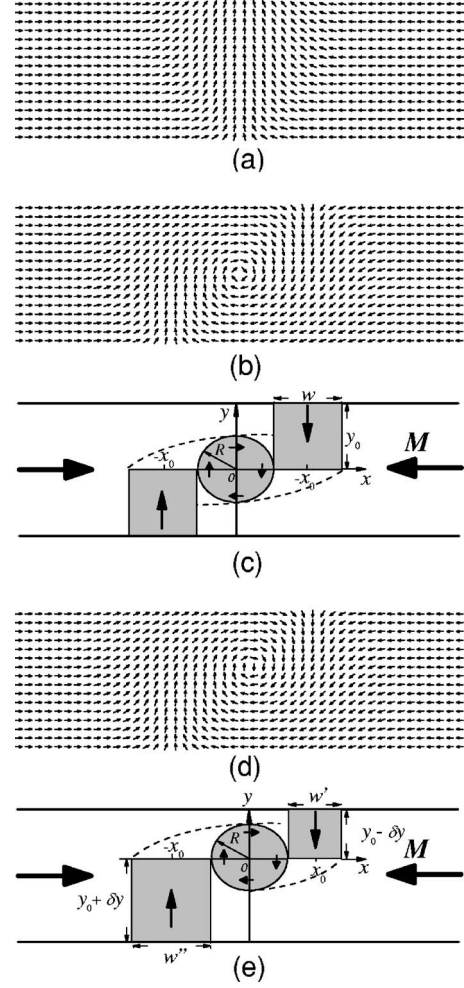 (a)
(b)
y
w
R
y₀
M
-x₀
o
-x₀
x
(c)
(d)
y
w'
R
y₀- δy
M
-x₀
o
x₀
x
y₀+ δy
w''
(e)